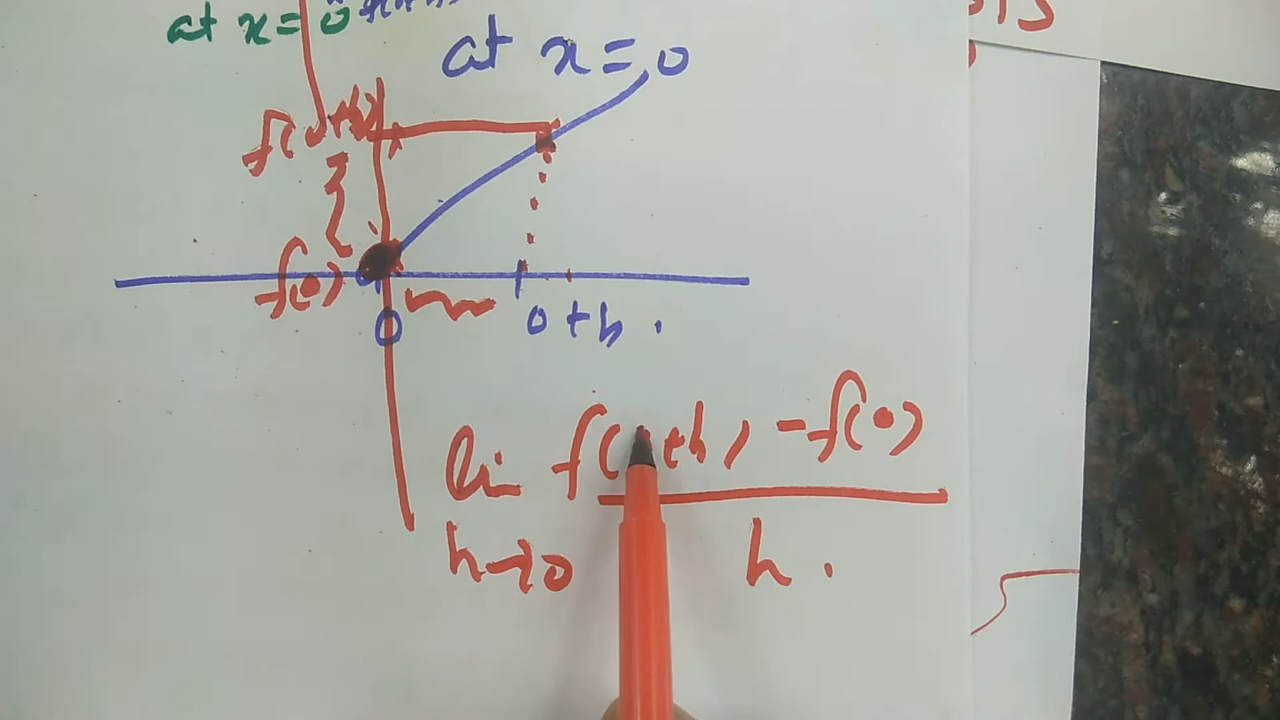 at x=0
at x=0
f(0+h)
f(0)
0
0+h.
lim f(0+h) - f(0)
h→0 h.